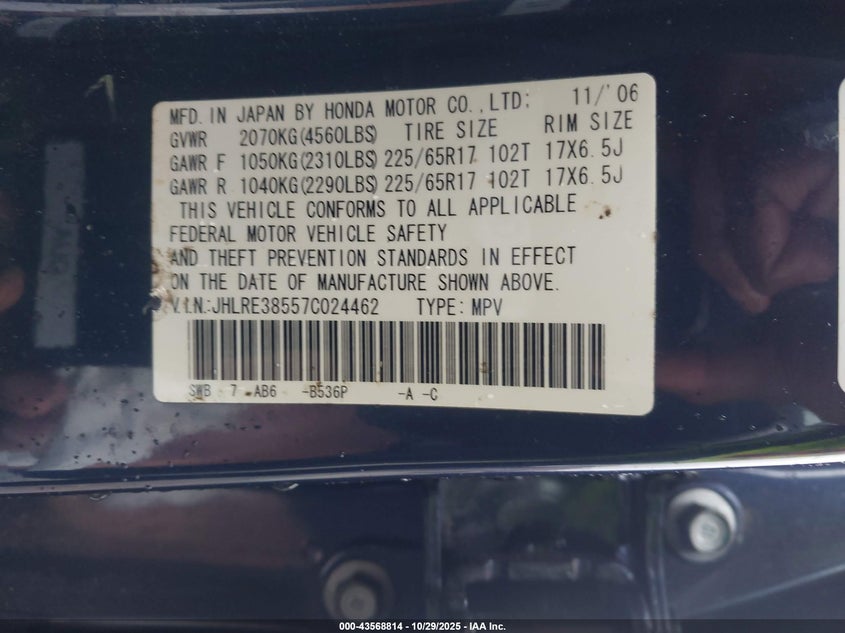 MFD. IN JAPAN BY HONDA MOTOR CO., LTD; 11/'06
GVWR 2070KG(4560LBS) TIRE SIZE RIM SIZE
GAWR F 1050KG(2310LBS) 225/65R17 102T 17X6.5J
GAWR R 1040KG(2290LBS) 225/65R17 102T 17X6.5J
THIS VEHICLE CONFORMS TO ALL APPLICABLE
FEDERAL MOTOR VEHICLE SAFETY
AND THEFT PREVENTION STANDARDS IN EFFECT
ON THE DATE OF MANUFACTURE SHOWN ABOVE.
V.I.N.:JHLRE38557C024462 TYPE: MPV
SWB - 7 - AB6 -B536P -A -C
000-43568814 | 10/29/2025 - IAA Inc.